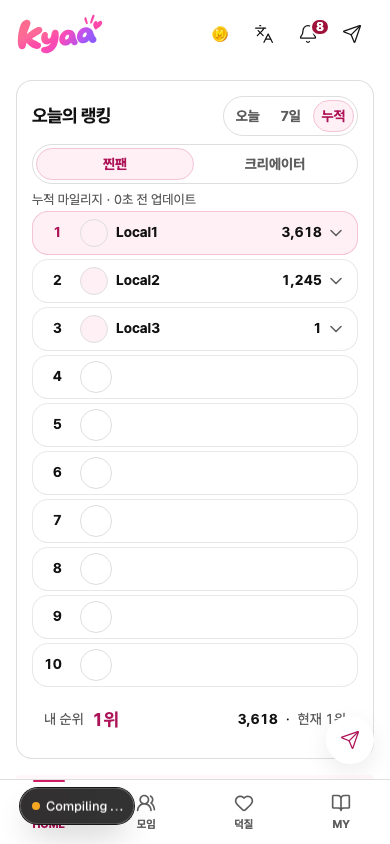 Kyaa
8
오늘의 랭킹
오늘 7일 누적
찐팬 크리에이터
누적 마일리지 · 0초 전 업데이트
1 Local1 3,618
2 Local2 1,245
3 Local3 1
4
5
6
7
8
9
10
내 순위 1위 3,618 · 현재 1위
Compiling ...
HOME 모임 덕질 MY